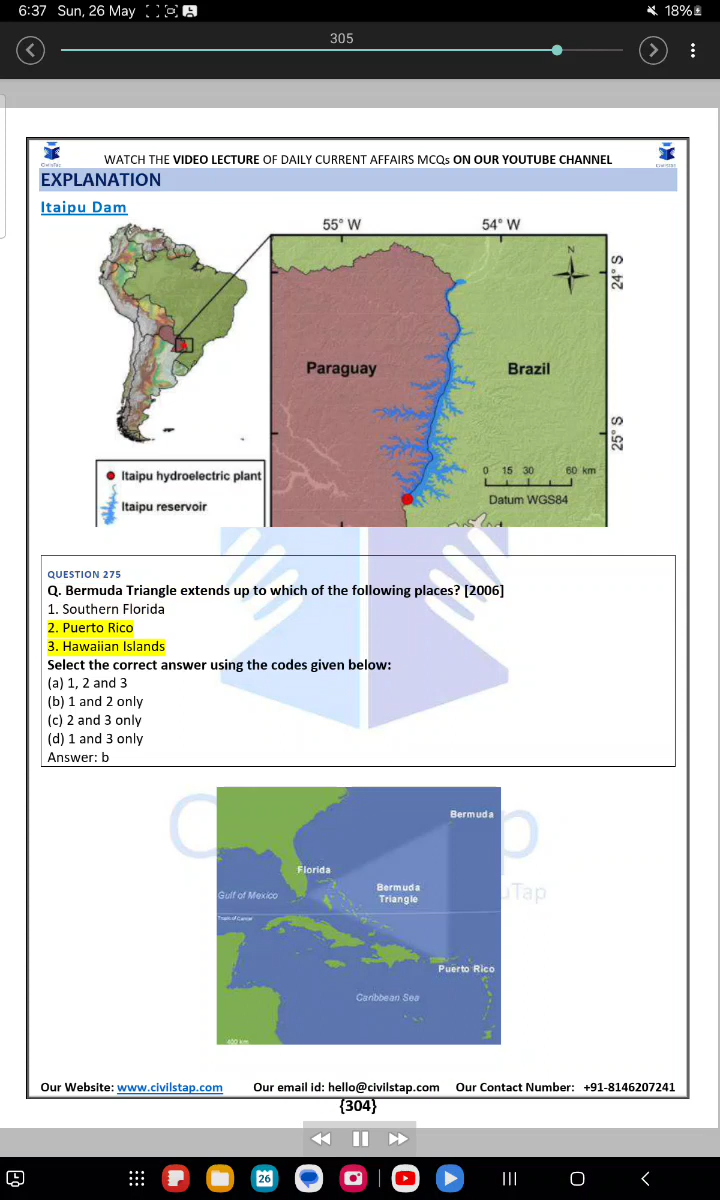 6:37 Sun, 26 May
18%
305
WATCH THE VIDEO LECTURE OF DAILY CURRENT AFFAIRS MCQs ON OUR YOUTUBE CHANNEL
EXPLANATION
Itaipu Dam
55° W 54° W
N
24° S
Paraguay Brazil
25° S
0 15 30 60 km
Datum WGS84
Itaipu hydroelectric plant
Itaipu reservoir
QUESTION 275
Q. Bermuda Triangle extends up to which of the following places? [2006]
1. Southern Florida
2. Puerto Rico
3. Hawaiian Islands
Select the correct answer using the codes given below:
(a) 1, 2 and 3
(b) 1 and 2 only
(c) 2 and 3 only
(d) 1 and 3 only
Answer: b
Bermuda
Florida
Bermuda
Triangle
Gulf of Mexico
Tropic of Cancer
Puerto Rico
Caribbean Sea
400 km
Our Website: www.civilstap.com Our email id: hello@civilstap.com Our Contact Number: +91-8146207241
{304}
26